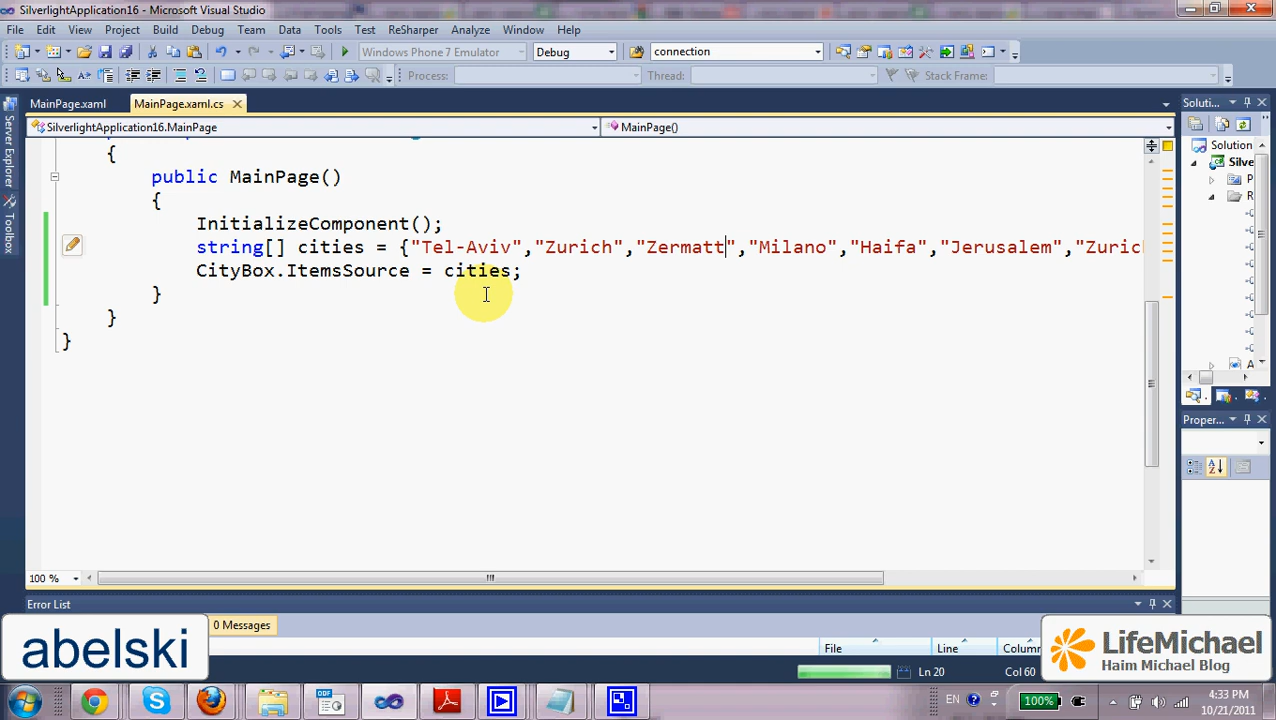 SilverlightApplication16 - Microsoft Visual Studio
File Edit View Project Build Debug Team Data Tools Test ReSharper Analyze Window Help
Windows Phone 7 Emulator Debug connection
Process: Thread: Stack Frame:
MainPage.xaml MainPage.xaml.cs Soluti...
SilverlightApplication16.MainPage MainPage()
Server Explorer
Toolbox
Solution
Silve
P
R
A
{
public MainPage()
{
InitializeComponent();
string[] cities = {"Tel-Aviv","Zurich","Zermatt","Milano","Haifa","Jerusalem","Zurich
CityBox.ItemsSource = cities;
}
}
}
Proper...
100 %
Error List
0 Messages
File Line Column
abelski
LifeMichael
Haim Michael Blog
Ln 20 Col 60
EN 100% 4:33 PM
10/21/2011